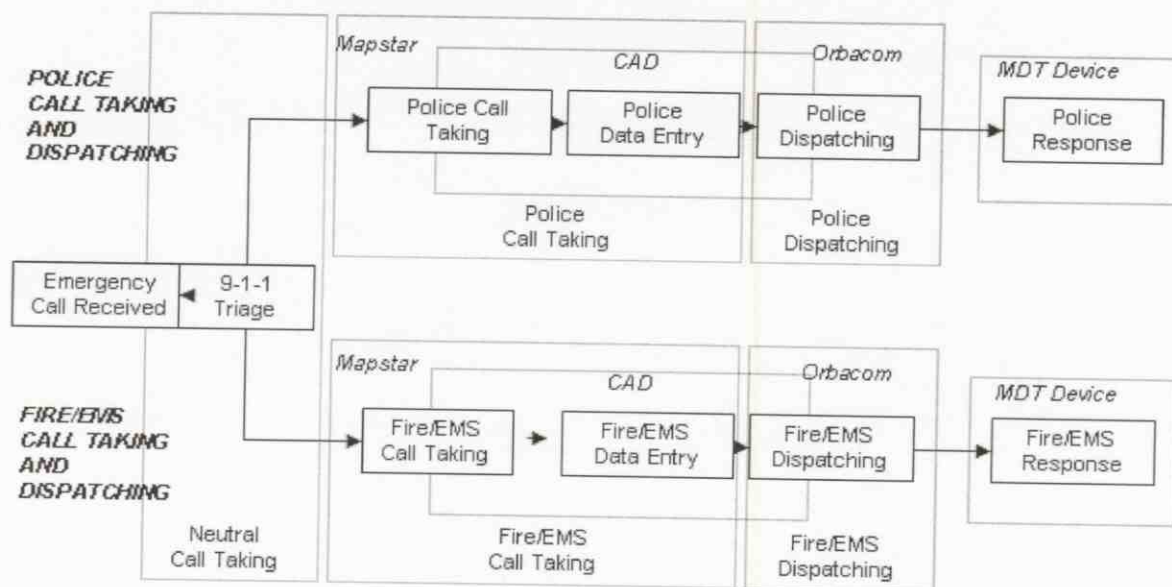 POLICE
CALL TAKING
AND
DISPATCHING
Mapstar
CAD
Orbacom
MDT Device
Police Call
Taking
Police
Data Entry
Police
Dispatching
Police
Response
Police
Call Taking
Police
Dispatching
Emergency
Call Received
9-1-1
Triage
FIRE/EMS
CALL TAKING
AND
DISPATCHING
Mapstar
CAD
Orbacom
MDT Device
Fire/EMS
Call Taking
Fire/EMS
Data Entry
Fire/EMS
Dispatching
Fire/EMS
Response
Neutral
Call Taking
Fire/EMS
Call Taking
Fire/EMS
Dispatching